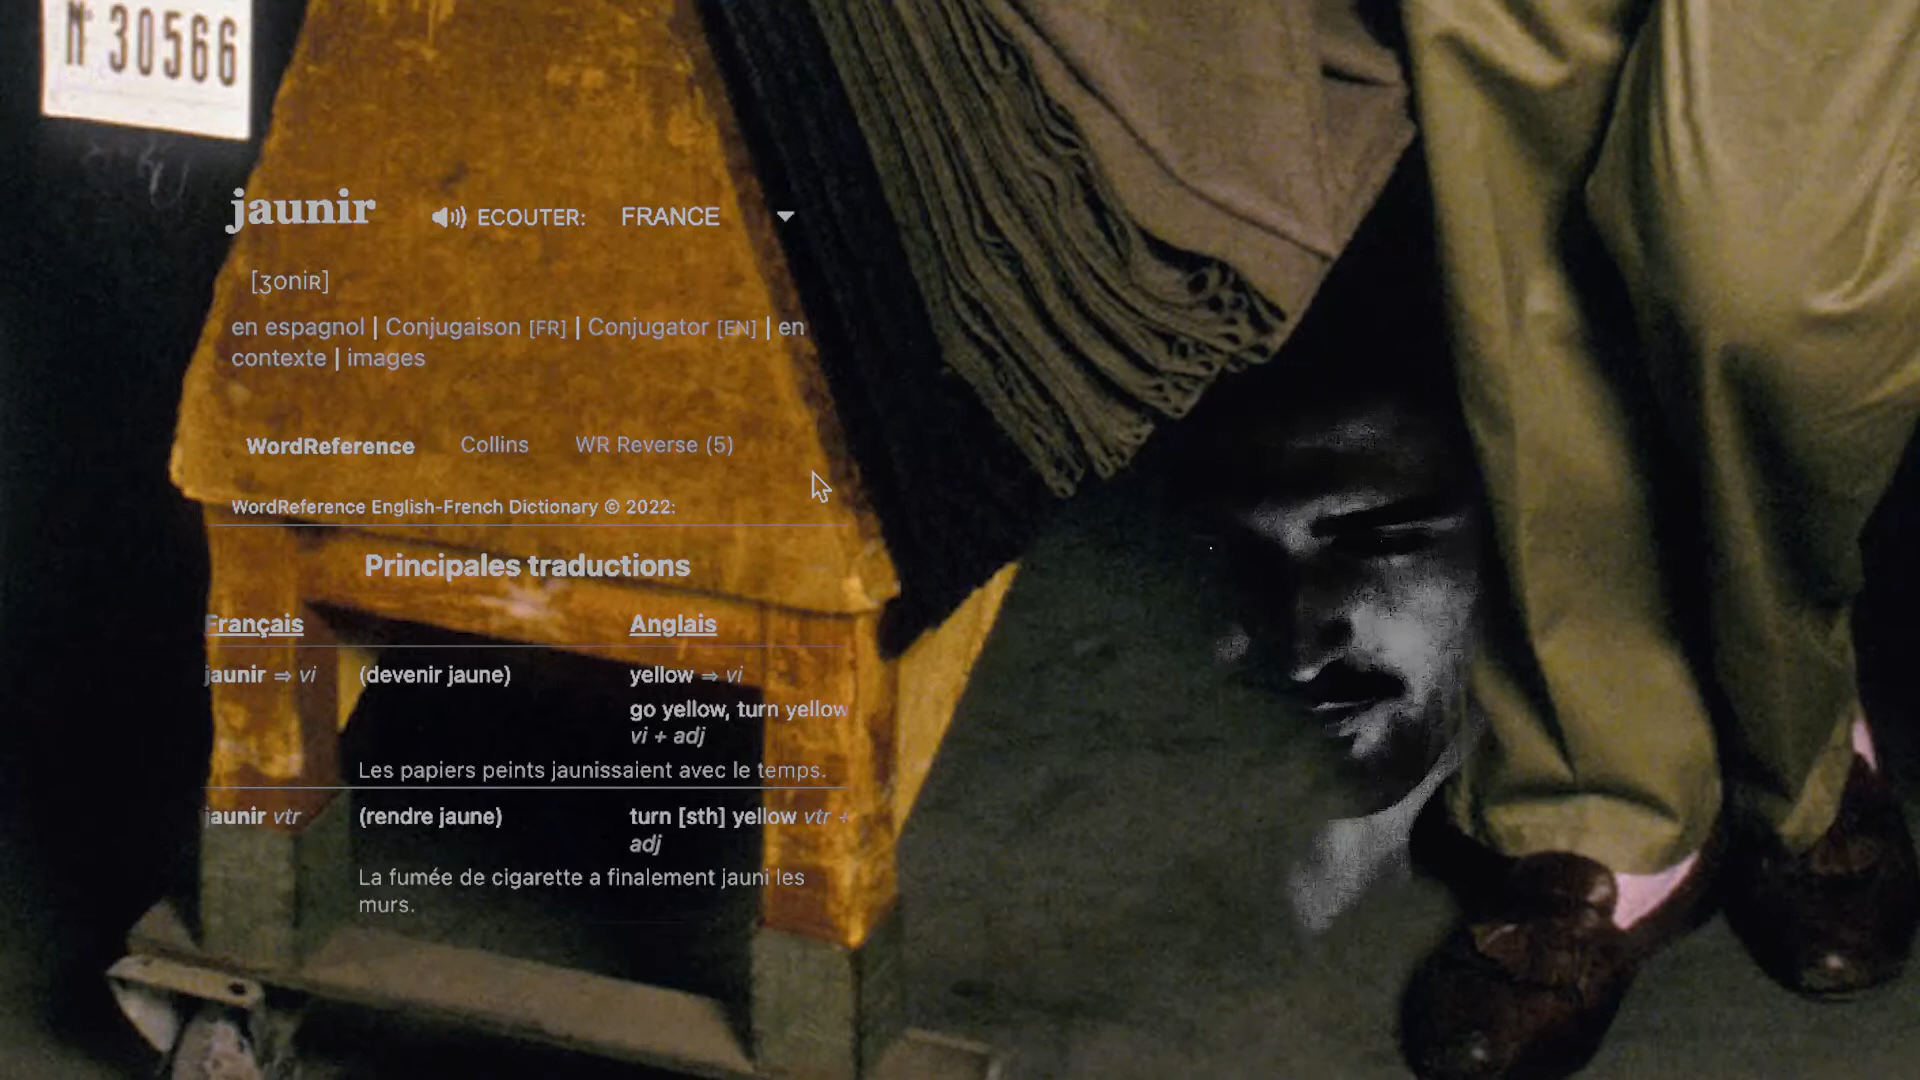 Nº 30566
jaunir ECOUTER: FRANCE
[ʒoniʀ]
en espagnol | Conjugaison [FR] | Conjugator [EN] | en
contexte | images
WordReference Collins WR Reverse (5)
WordReference English-French Dictionary © 2022:
Principales traductions
Français Anglais
jaunir ⇒ vi (devenir jaune) yellow ⇒ vi
go yellow, turn yellow
vi + adj
Les papiers peints jaunissaient avec le temps.
jaunir vtr (rendre jaune) turn [sth] yellow vtr +
adj
La fumée de cigarette a finalement jauni les
murs.